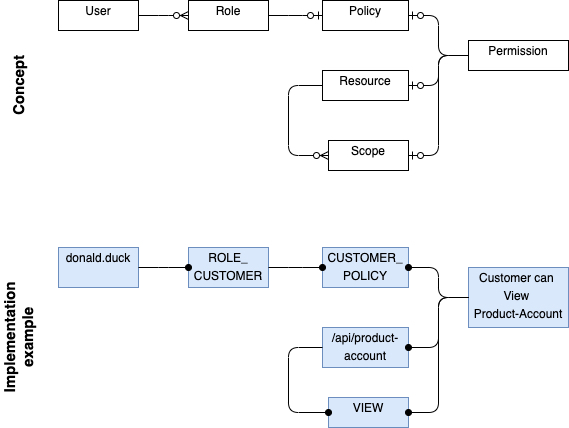 User
Role
Policy
Permission
Resource
Scope
Concept
donald.duck
ROLE_
CUSTOMER
CUSTOMER_
POLICY
Customer can
View
Product-Account
/api/product-
account
VIEW
Implementation
example